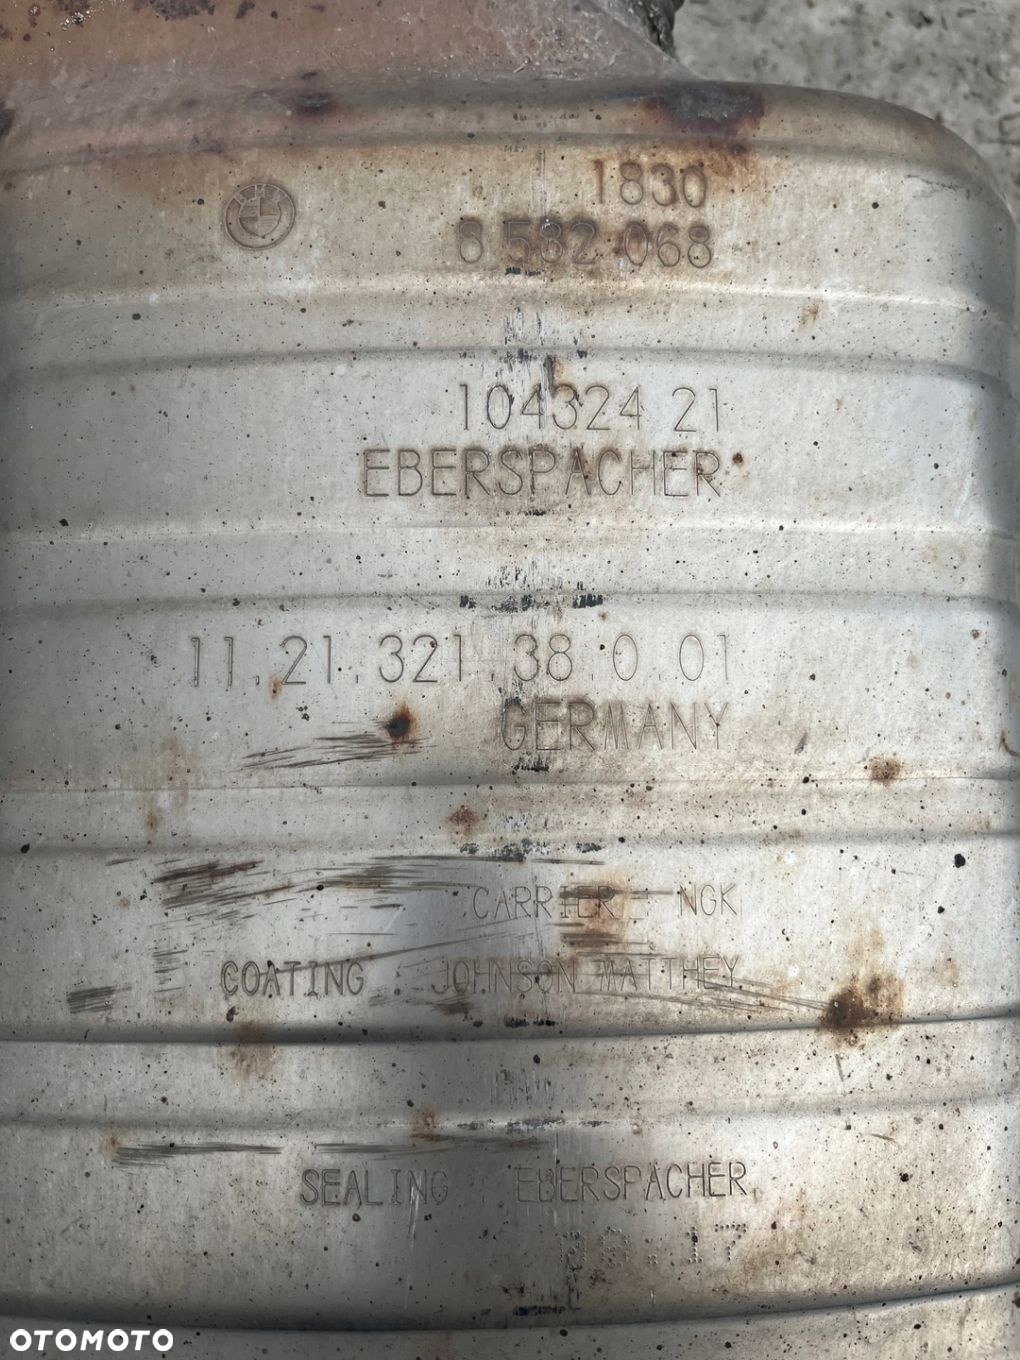 BMW
1830
8 582 068
104324 21
EBERSPACHER
11.21.321.38.0.01
GERMANY
CARRIER : NGK
COATING : JOHNSON MATTHEY
SEALING : EBERSPACHER
OTOMOTO